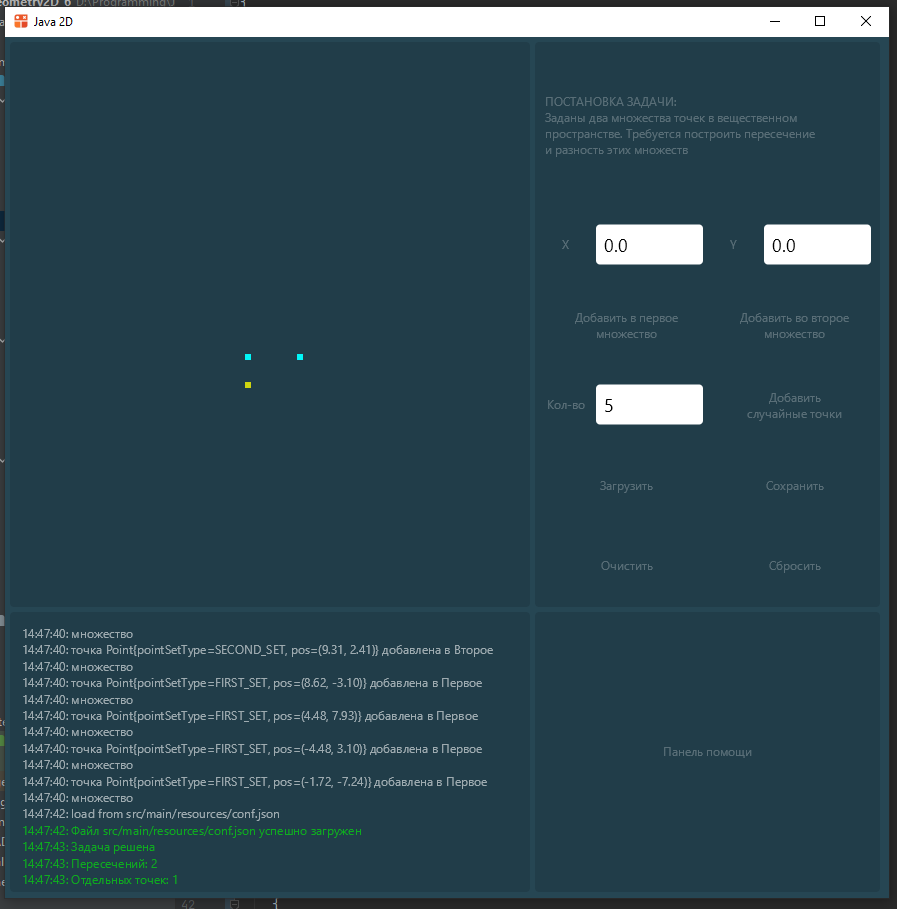 Java 2D
ПОСТАНОВКА ЗАДАЧИ:
Заданы два множества точек в вещественном
пространстве. Требуется построить пересечение
и разность этих множеств
X
0.0
Y
0.0
Добавить в первое
множество
Добавить во второе
множество
Кол-во
5
Добавить
случайные точки
Загрузить
Сохранить
Очистить
Сбросить
14:47:40: множество
14:47:40: точка Point{pointSetType=SECOND_SET, pos=(9.31, 2.41)} добавлена в Второе
14:47:40: множество
14:47:40: точка Point{pointSetType=FIRST_SET, pos=(8.62, -3.10)} добавлена в Первое
14:47:40: множество
14:47:40: точка Point{pointSetType=FIRST_SET, pos=(4.48, 7.93)} добавлена в Первое
14:47:40: множество
14:47:40: точка Point{pointSetType=FIRST_SET, pos=(-4.48, 3.10)} добавлена в Первое
14:47:40: множество
14:47:40: точка Point{pointSetType=FIRST_SET, pos=(-1.72, -7.24)} добавлена в Первое
14:47:40: множество
14:47:42: load from src/main/resources/conf.json
14:47:42: Файл src/main/resources/conf.json успешно загружен
14:47:43: Задача решена
14:47:43: Пересечений: 2
14:47:43: Отдельных точек: 1
Панель помощи
42
{